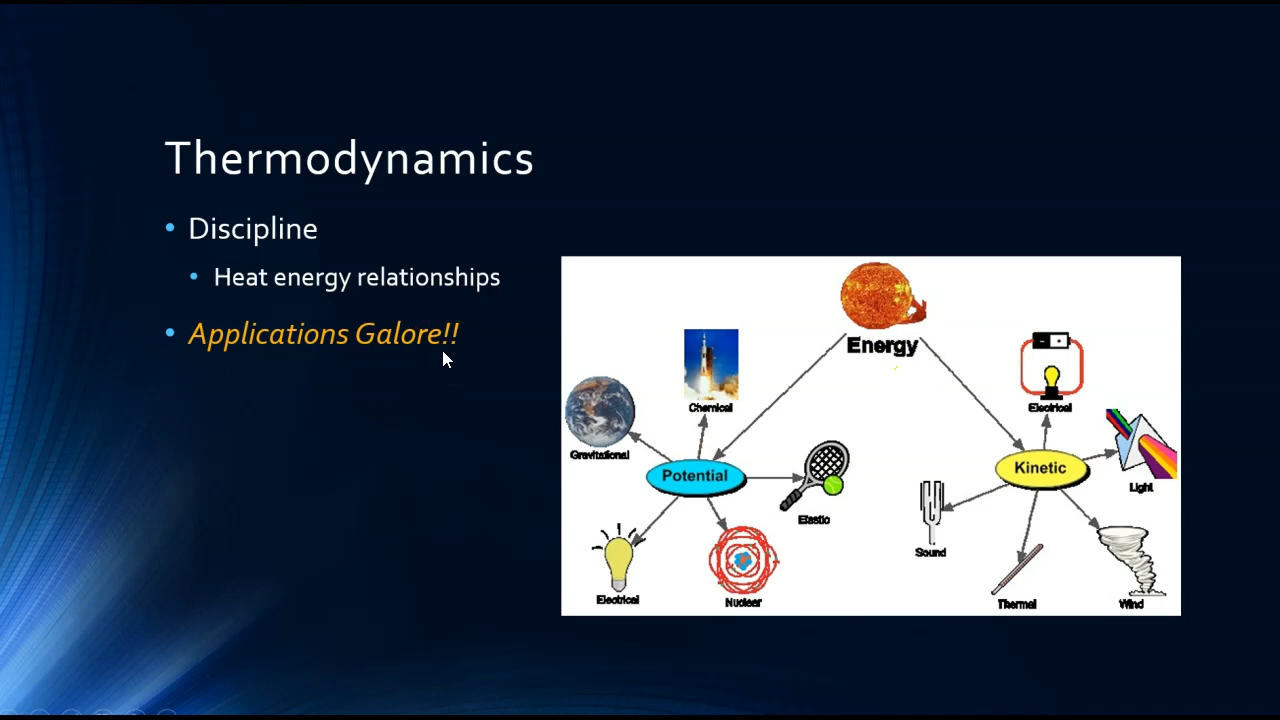 Thermodynamics
Discipline
Heat energy relationships
Applications Galore!!
Energy
Chemical
Gravitational
Potential
Elastic
Electrical
Nuclear
Electrical
Kinetic
Light
Sound
Thermal
Wind